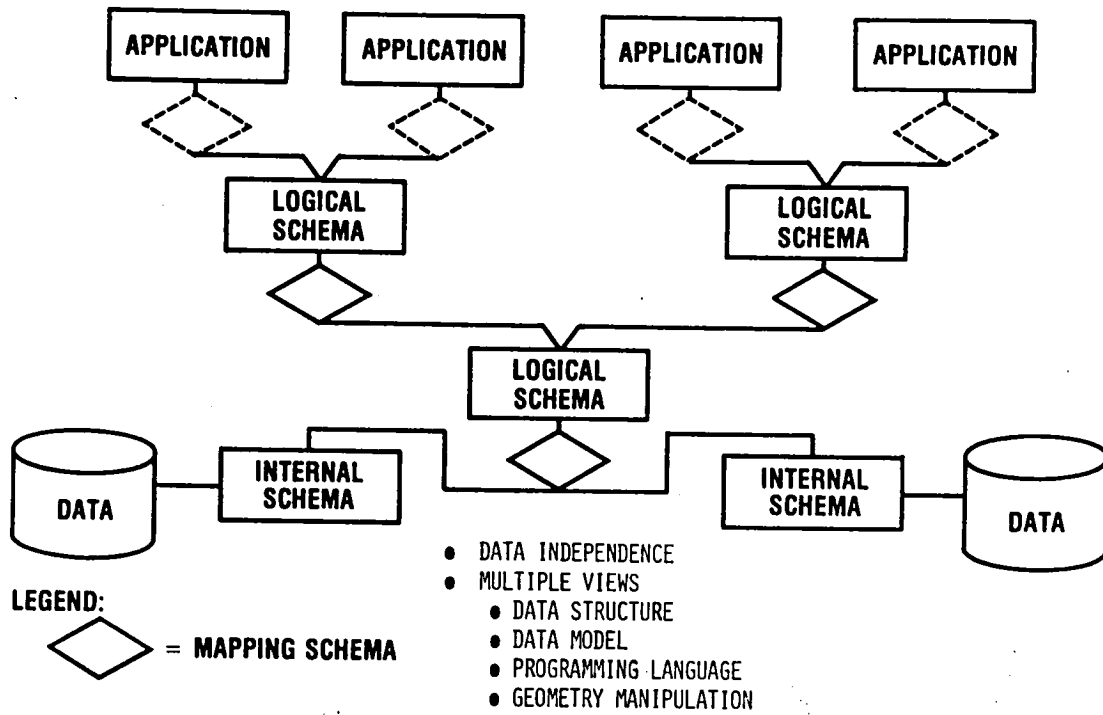 APPLICATION
APPLICATION
APPLICATION
APPLICATION
LOGICAL
SCHEMA
LOGICAL
SCHEMA
LOGICAL
SCHEMA
DATA
INTERNAL
SCHEMA
INTERNAL
SCHEMA
DATA
• DATA INDEPENDENCE
• MULTIPLE VIEWS
• DATA STRUCTURE
• DATA MODEL
• PROGRAMMING LANGUAGE
• GEOMETRY MANIPULATION
LEGEND:
= MAPPING SCHEMA